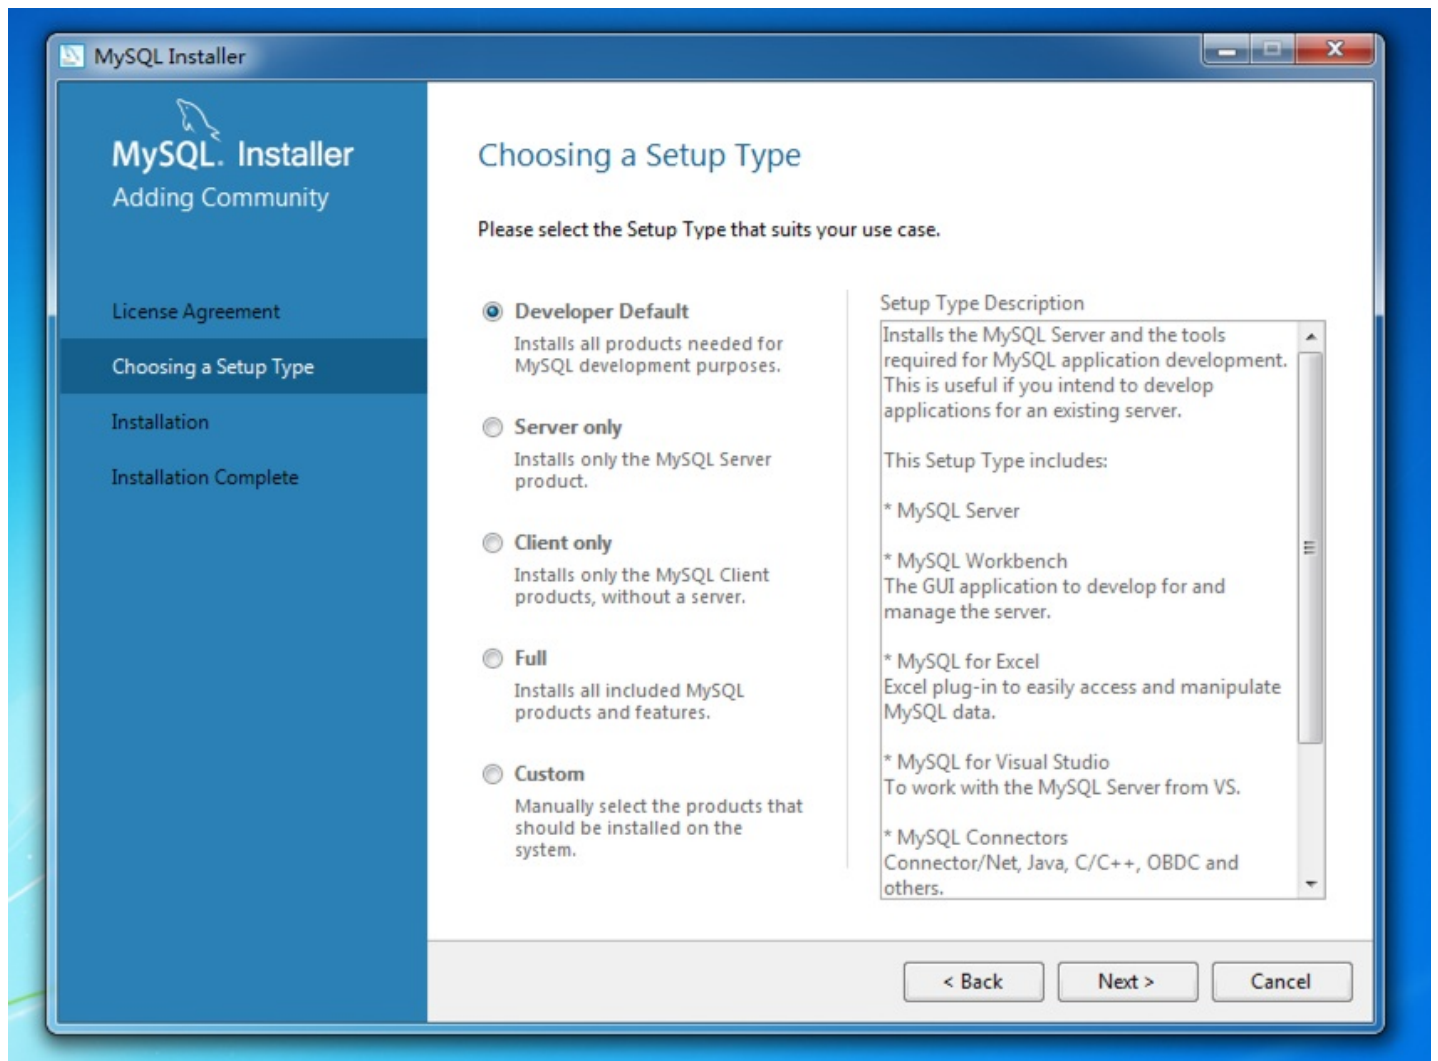 MySQL Installer
MySQL. Installer
Adding Community
License Agreement
Choosing a Setup Type
Installation
Installation Complete
Choosing a Setup Type
Please select the Setup Type that suits your use case.
Developer Default
Installs all products needed for
MySQL development purposes.
Server only
Installs only the MySQL Server
product.
Client only
Installs only the MySQL Client
products, without a server.
Full
Installs all included MySQL
products and features.
Custom
Manually select the products that
should be installed on the
system.
Setup Type Description
Installs the MySQL Server and the tools
required for MySQL application development.
This is useful if you intend to develop
applications for an existing server.
This Setup Type includes:
* MySQL Server
* MySQL Workbench
The GUI application to develop for and
manage the server.
* MySQL for Excel
Excel plug-in to easily access and manipulate
MySQL data.
* MySQL for Visual Studio
To work with the MySQL Server from VS.
* MySQL Connectors
Connector/Net, Java, C/C++, OBDC and
others.
< Back
Next >
Cancel